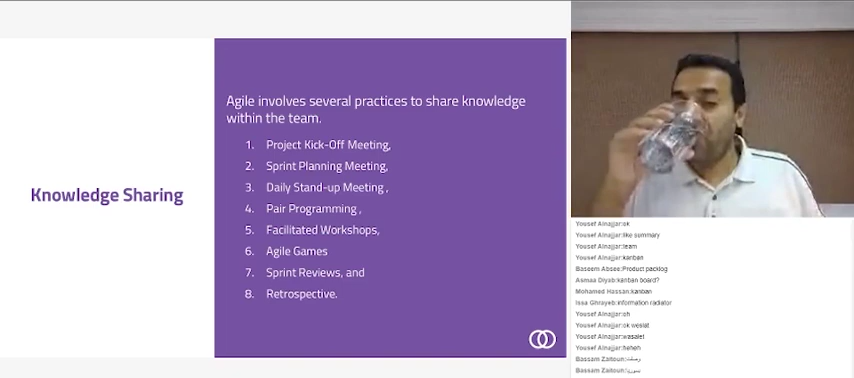 Knowledge Sharing
Agile involves several practices to share knowledge
within the team.
1. Project Kick-Off Meeting,
2. Sprint Planning Meeting,
3. Daily Stand-up Meeting ,
4. Pair Programming ,
5. Facilitated Workshops,
6. Agile Games
7. Sprint Reviews, and
8. Retrospective.
Yousef Alnajjar:ok
Yousef Alnajjar:like summary
Yousef Alnajjar:team
Yousef Alnajjar:kanban
Baseem Absee:Product packlog
Asmaa Diyab:kanban board?
Mohamed Hassan:kanban
Issa Ghrayeb:information radiator
Yousef Alnajjar:oh
Yousef Alnajjar:ok weslat
Yousef Alnajjar:wasalet
Yousef Alnajjar:heheh
Bassam Zaitoun:وصلت
Bassam Zaitoun: